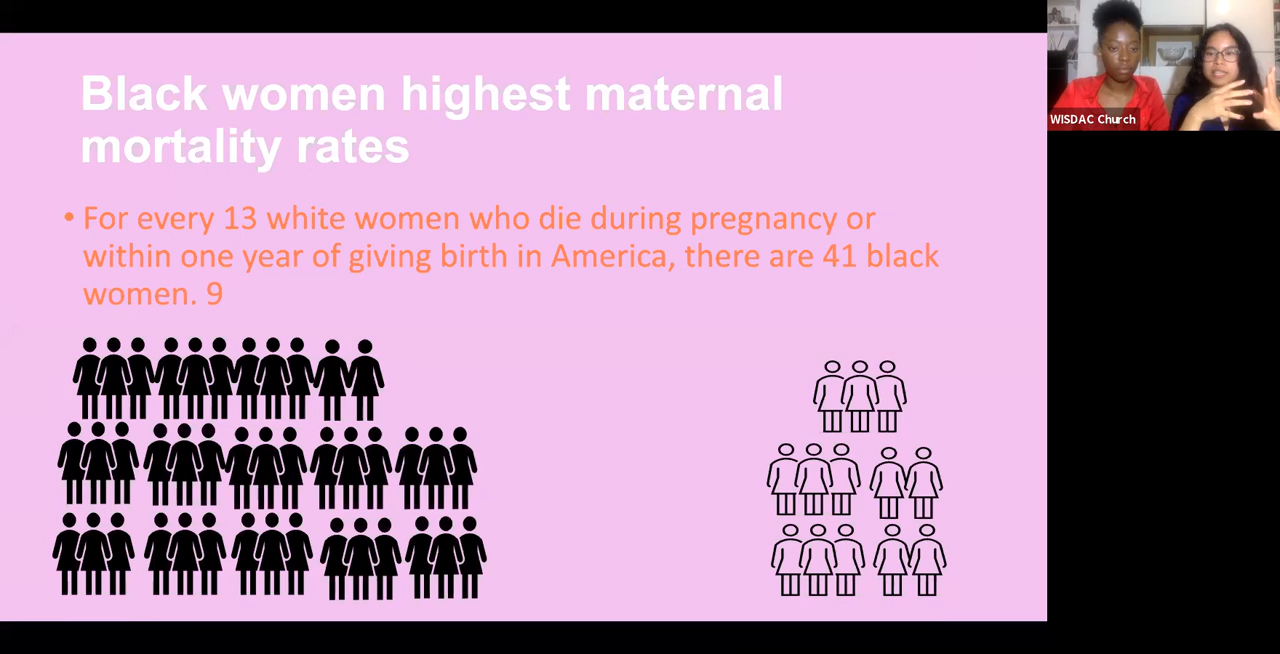 Black women highest maternal
mortality rates
• For every 13 white women who die during pregnancy or
within one year of giving birth in America, there are 41 black
women. 9
WISDAC Church